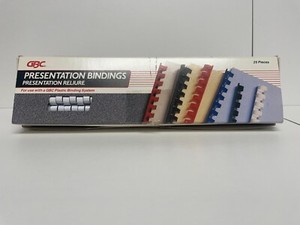 GBC
25 Pieces
PRESENTATION BINDINGS
PRESENTATION RELIURE
For use with a GBC Plastic Binding System